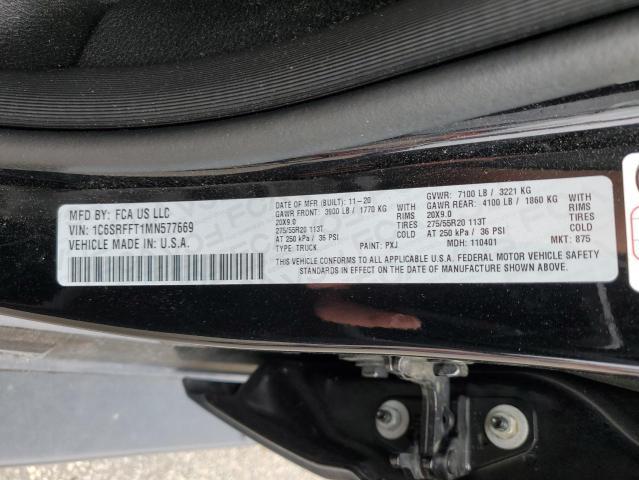 MFD BY: FCA US LLC
VIN: 1C6SRFFT1MN577669
VEHICLE MADE IN: U.S.A.
DATE OF MFR (BUILT): 11-20
GAWR FRONT: 3900 LB / 1770 KG
20X9.0
275/55R20 113T TIRES
AT 250 kPa / 36 PSI COLD
TYPE: TRUCK PAINT: PXJ
GVWR: 7100 LB / 3221 KG
GAWR REAR: 4100 LB / 1860 KG
20X9.0
275/55R20 113T TIRES
AT 250 kPa / 36 PSI COLD
MDH: 110401 MKT: 875
THIS VEHICLE CONFORMS TO ALL APPLICABLE U.S.A. FEDERAL MOTOR VEHICLE SAFETY
STANDARDS IN EFFECT ON THE DATE OF MANUFACTURE SHOWN ABOVE.